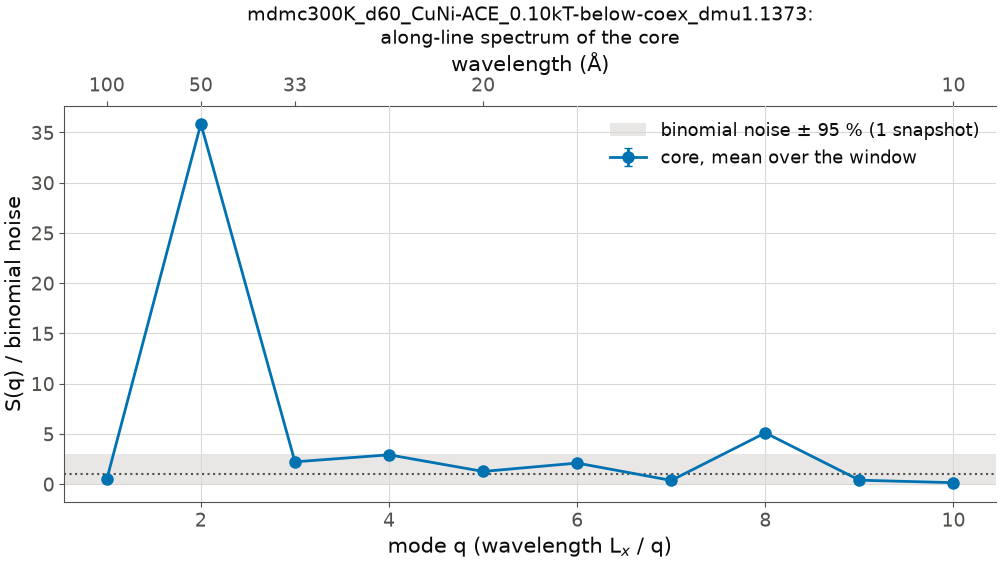 mdmc300K_d60_CuNi-ACE_0.10kT-below-coex_dmu1.1373:
along-line spectrum of the core
wavelength (Å)
100 50 33 20 10
binomial noise ± 95 % (1 snapshot)
core, mean over the window
S(q) / binomial noise
35
30
25
20
15
10
5
0
2 4 6 8 10
mode q (wavelength Lₓ / q)